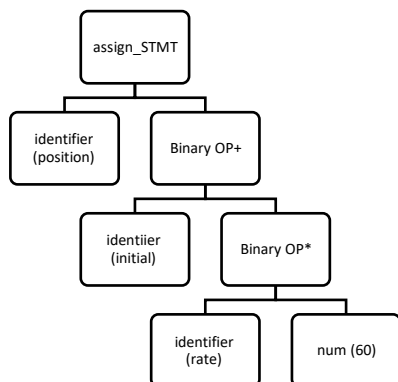 assign_STMT
identifier
(position)
Binary OP+
identiier
(initial)
Binary OP*
identifier
(rate)
num (60)